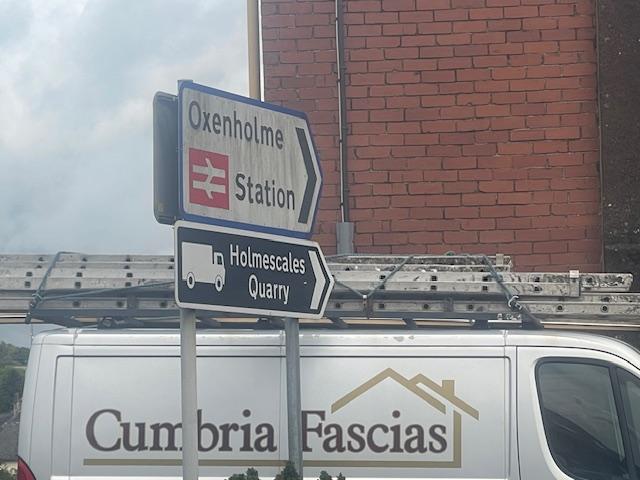 Oxenholme
Station
Holmescales
Quarry
Cumbria Fascias